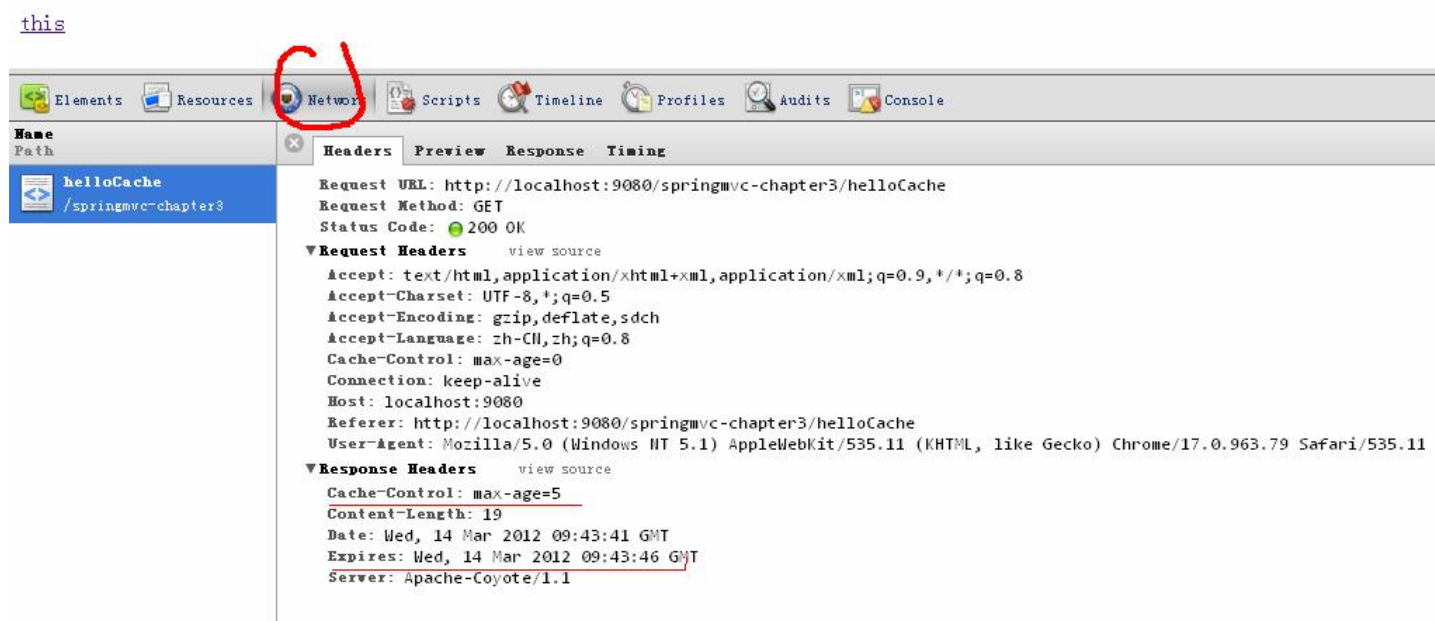 this
Elements Resources Network Scripts Timeline Profiles Audits Console
Name
Path
helloCache
/springmvc-chapter3
Headers Preview Response Timing
Request URL: http://localhost:9080/springmvc-chapter3/helloCache
Request Method: GET
Status Code: 200 OK
▼Request Headers view source
Accept: text/html,application/xhtml+xml,application/xml;q=0.9,*/*;q=0.8
Accept-Charset: UTF-8,*;q=0.5
Accept-Encoding: gzip,deflate,sdch
Accept-Language: zh-CN,zh;q=0.8
Cache-Control: max-age=0
Connection: keep-alive
Host: localhost:9080
Referer: http://localhost:9080/springmvc-chapter3/helloCache
User-Agent: Mozilla/5.0 (Windows NT 5.1) AppleWebKit/535.11 (KHTML, like Gecko) Chrome/17.0.963.79 Safari/535.11
▼Response Headers view source
Cache-Control: max-age=5
Content-Length: 19
Date: Wed, 14 Mar 2012 09:43:41 GMT
Expires: Wed, 14 Mar 2012 09:43:46 GMT
Server: Apache-Coyote/1.1